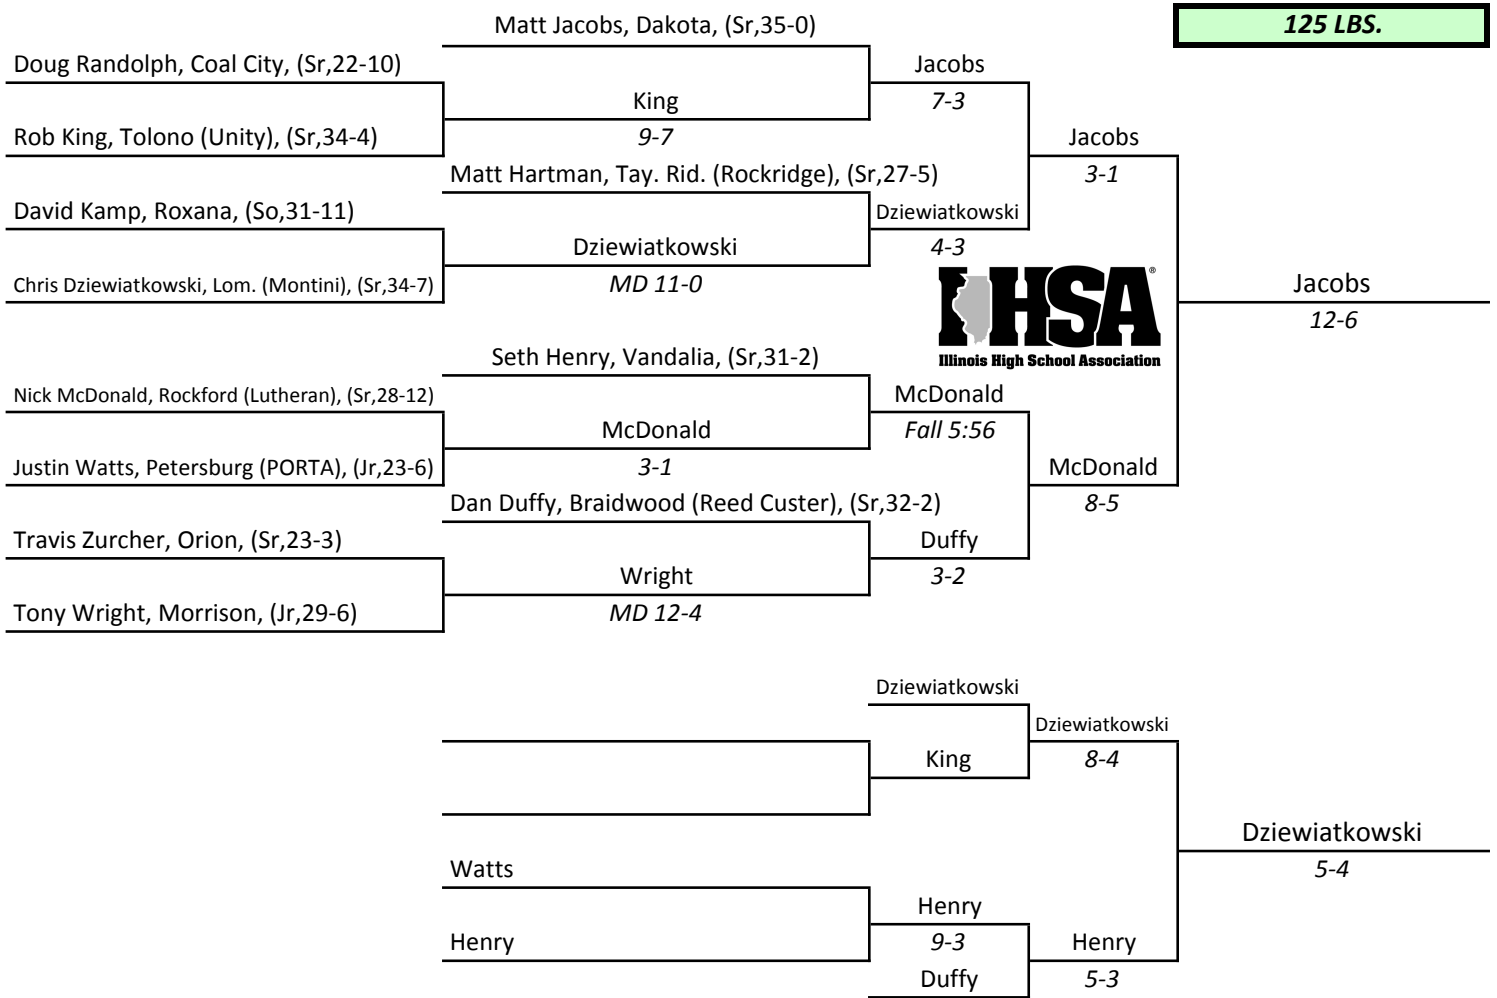 Matt Jacobs, Dakota, (Sr,35-0)
125 LBS.
Doug Randolph, Coal City, (Sr,22-10)
Jacobs
King
7-3
Rob King, Tolono (Unity), (Sr,34-4)
9-7
Jacobs
Matt Hartman, Tay. Rid. (Rockridge), (Sr,27-5)
3-1
David Kamp, Roxana, (So,31-11)
Dziewiatkowski
Dziewiatkowski
4-3
Chris Dziewiatkowski, Lom. (Montini), (Sr,34-7)
MD 11-0
IHSA®
Illinois High School Association
Jacobs
12-6
Seth Henry, Vandalia, (Sr,31-2)
Nick McDonald, Rockford (Lutheran), (Sr,28-12)
McDonald
McDonald
Fall 5:56
Justin Watts, Petersburg (PORTA), (Jr,23-6)
3-1
McDonald
Dan Duffy, Braidwood (Reed Custer), (Sr,32-2)
8-5
Travis Zurcher, Orion, (Sr,23-3)
Duffy
Wright
3-2
Tony Wright, Morrison, (Jr,29-6)
MD 12-4
Dziewiatkowski
Dziewiatkowski
King
8-4
Dziewiatkowski
5-4
Watts
Henry
Henry
9-3
Henry
Duffy
5-3